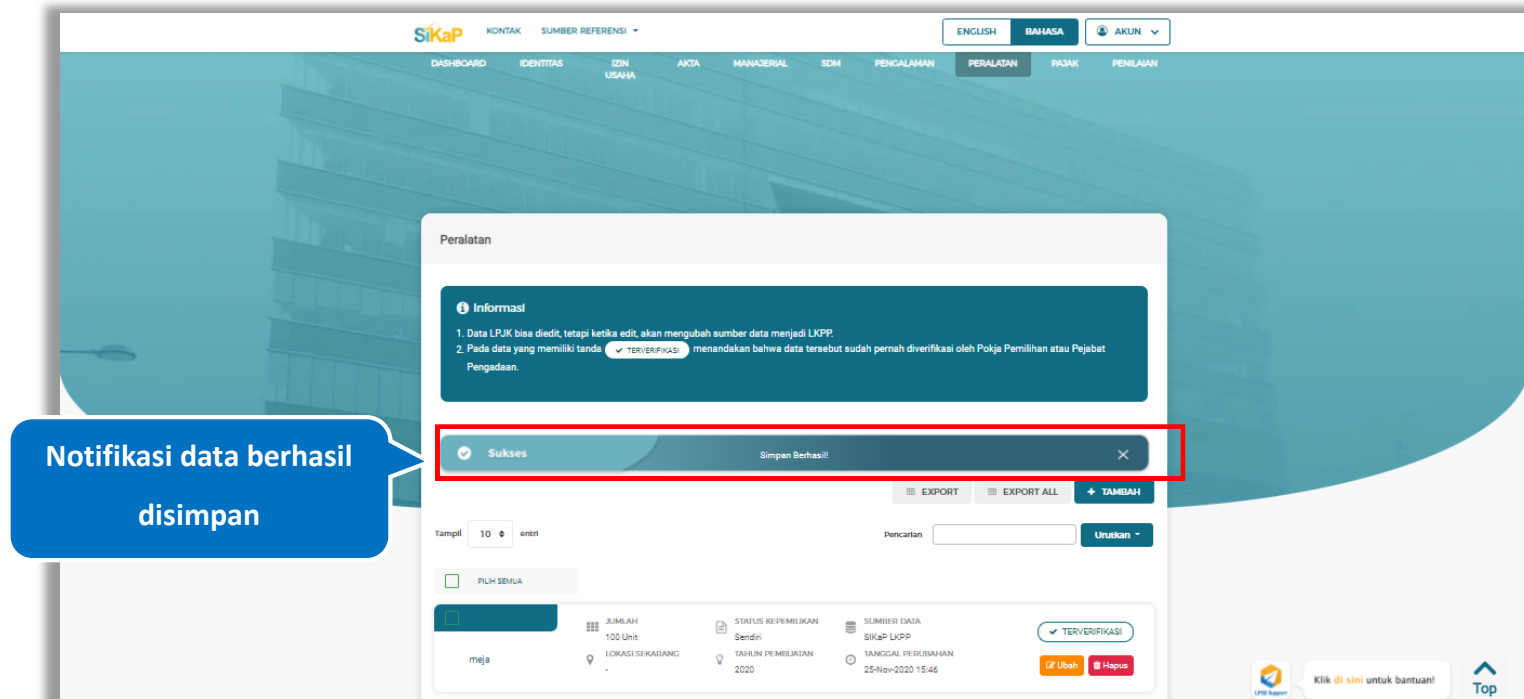 SiKaP KONTAK SUMBER REFERENSI ENGLISH BAHASA AKUN
DASHBOARD IDENTITAS IZIN USAHA AKTA MANAJERIAL SDM PENGALAMAN PERALATAN PAJAK PENILAIAN
Peralatan
Informasi
1. Data LPJK bisa diedit, tetapi ketika edit, akan mengubah sumber data menjadi LKPP.
2. Pada data yang memiliki tanda TERVERIFIKASI menandakan bahwa data tersebut sudah pernah diverifikasi oleh Pokja Pemilihan atau Pejabat
Pengadaan.
Notifikasi data berhasil
disimpan
Sukses Simpan Berhasil!
EXPORT EXPORT ALL + TAMBAH
Tampil 10 entri Pencarian Urutkan
PILIH SEMUA
JUMLAH STATUS KEPEMILIKAN SUMBER DATA
100 Unit Sendiri SIKaP LKPP
TERVERIFIKASI
meja LOKASI SEKARANG TAHUN PEMBUATAN TANGGAL PERUBAHAN
- 2020 25-Nov-2020 15:46
Ubah Hapus
LPSE Support Klik di sini untuk bantuan!
Top